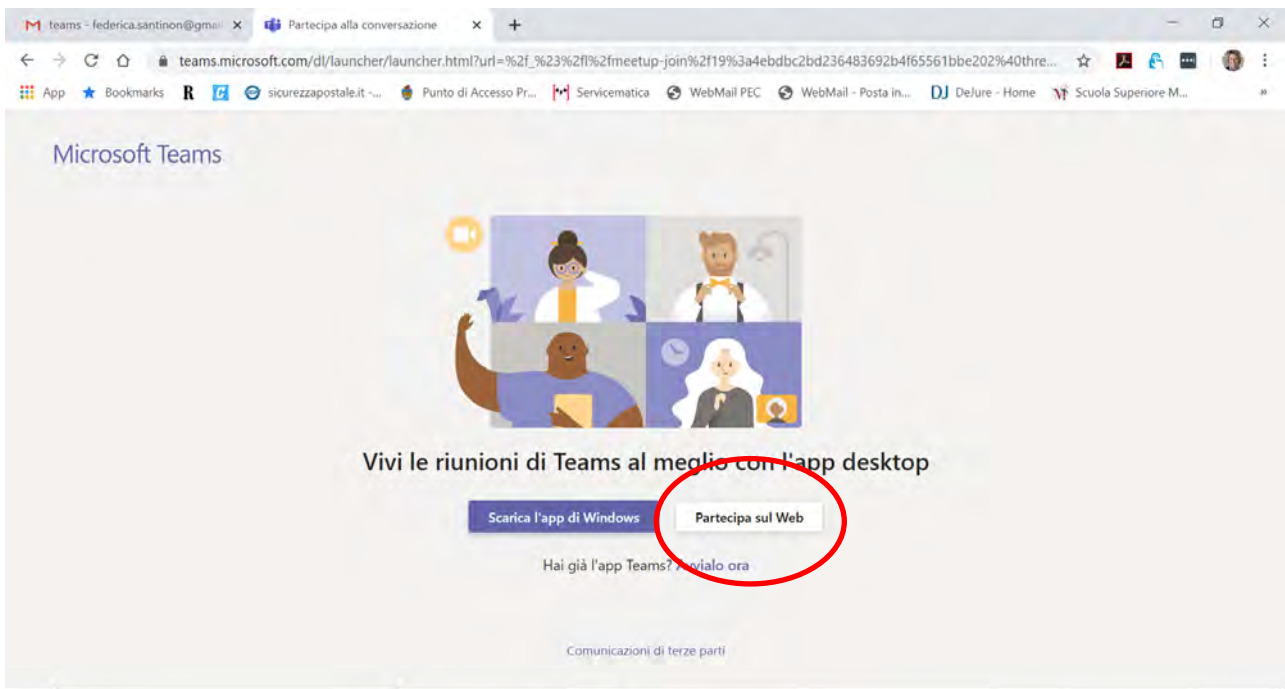 teams - federica.santinon@gmai
Partecipa alla conversazione
teams.microsoft.com/dl/launcher/launcher.html?url=%2f_%23%2fl%2fmeetup-join%2f19%3a4ebdbc2bd236483692b4f65561bbe202%40thre...
App
Bookmarks
R
sicurezzapostale.it -...
Punto di Accesso Pr...
Servicematica
WebMail PEC
WebMail - Posta in...
DJ DeJure - Home
Scuola Superiore M...
Microsoft Teams
Vivi le riunioni di Teams al meglio con l'app desktop
Scarica l'app di Windows
Partecipa sul Web
Hai già l'app Teams? Avvialo ora
Comunicazioni di terze parti